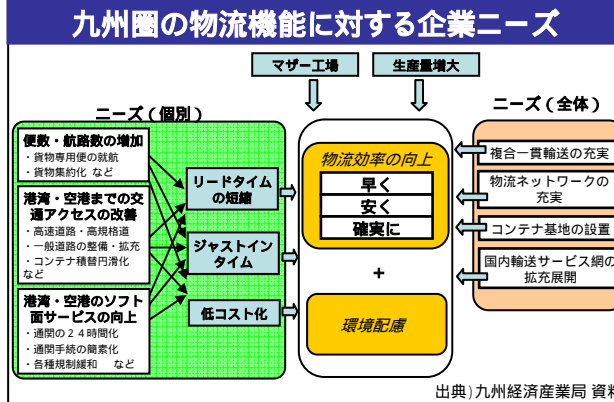 九州圏の物流機能に対する企業ニーズ
マザー工場
生産量増大
ニーズ(個別)
便数・航路数の増加
・貨物専用便の就航
・貨物集約化 など
港湾・空港までの交
通アクセスの改善
・高速道路・高規格道
・一般道路の整備・拡充
・コンテナ積替円滑化
など
港湾・空港のソフト
面サービスの向上
・通関の24時間化
・通関手続の簡素化
・各種規制緩和 など
リードタイム
の短縮
ジャストイン
タイム
低コスト化
物流効率の向上
早く
安く
確実に
+
環境配慮
ニーズ(全体)
複合一貫輸送の充実
物流ネットワークの
充実
コンテナ基地の設置
国内輸送サービス網の
拡充展開
出典)九州経済産業局 資料